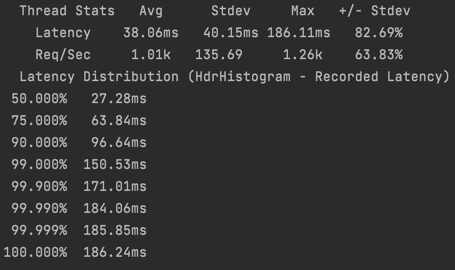 Thread Stats   Avg      Stdev     Max   +/- Stdev
Latency    38.06ms   40.15ms 186.11ms   82.69%
Req/Sec     1.01k   135.69     1.26k    63.83%
Latency Distribution (HdrHistogram - Recorded Latency)
50.000%   27.28ms
75.000%   63.84ms
90.000%   96.64ms
99.000%  150.53ms
99.900%  171.01ms
99.990%  184.06ms
99.999%  185.85ms
100.000%  186.24ms